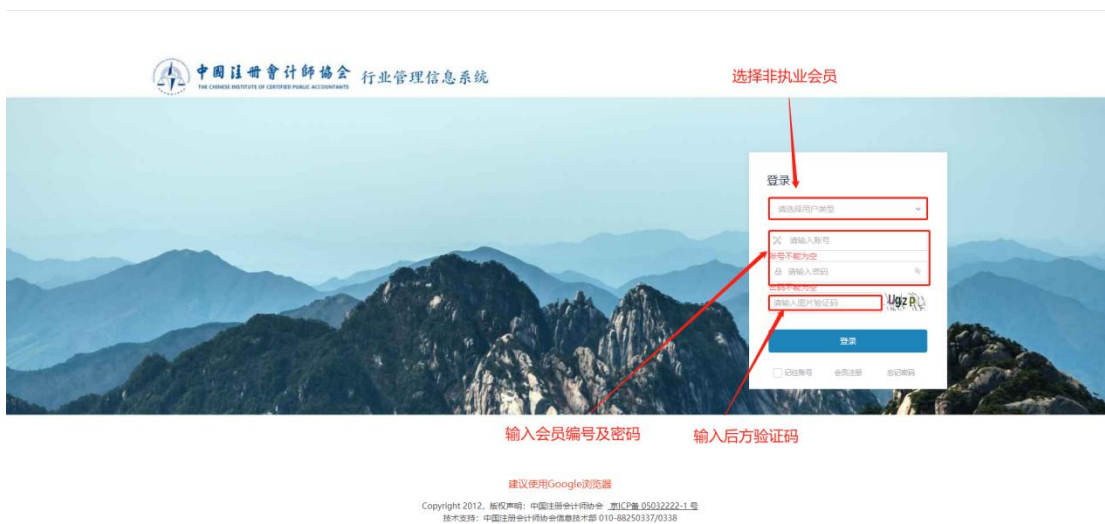 中国注册會计师協会 行业管理信息系统
THE CHINESE INSTITUTE OF CERTIFIED PUBLIC ACCOUNTANTS
选择非执业会员
登录
请选择用户类型
请输入账号
账号不能为空
请输入密码
密码不能为空
请输入图片验证码
登录
记住账号 会员注册 忘记密码
输入会员编号及密码
输入后方验证码
建议使用Google浏览器
Copyright 2012，版权声明：中国注册会计师协会 京ICP备 05032222-1 号
技术支持：中国注册会计师协会信息技术部 010-88250337/0338